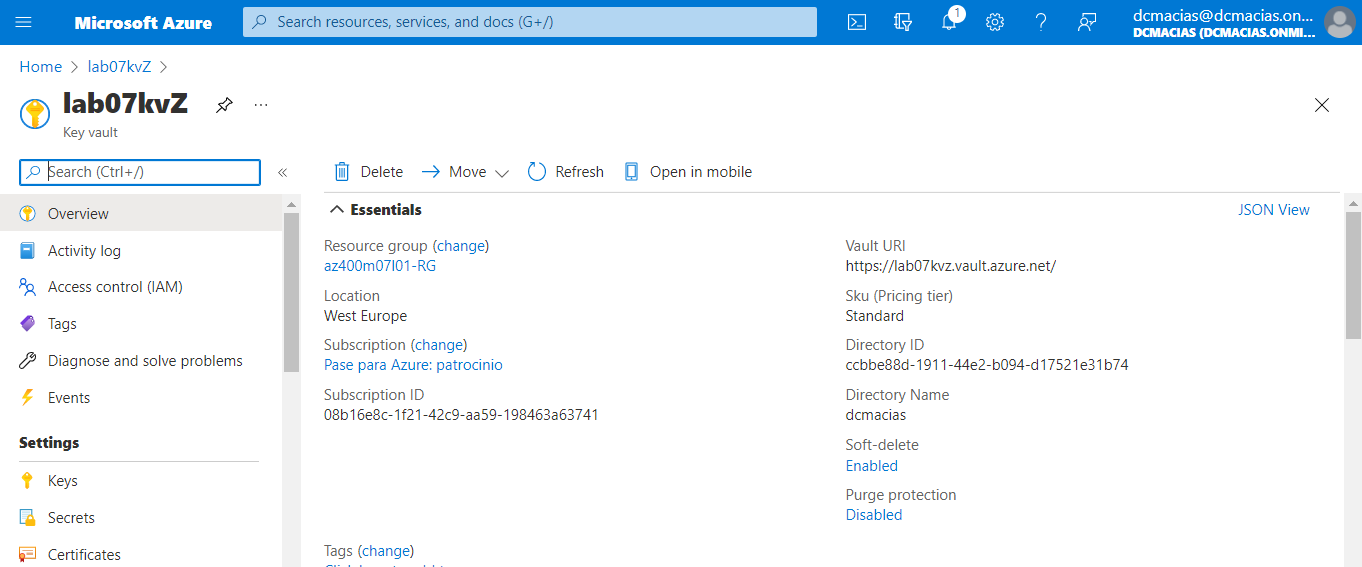 Microsoft Azure
Search resources, services, and docs (G+/)
1
dcmacias@dcmacias.on...
DCMACIAS (DCMACIAS.ONMI...
Home > lab07kvZ >
lab07kvZ
...
Key vault
Search (Ctrl+/)
«
Delete
Move
Refresh
Open in mobile
Overview
Activity log
Access control (IAM)
Tags
Diagnose and solve problems
Events
Settings
Keys
Secrets
Certificates
Essentials
JSON View
Resource group (change)
az400m07l01-RG
Location
West Europe
Subscription (change)
Pase para Azure: patrocinio
Subscription ID
08b16e8c-1f21-42c9-aa59-198463a63741
Vault URI
https://lab07kvz.vault.azure.net/
Sku (Pricing tier)
Standard
Directory ID
ccbbe88d-1911-44e2-b094-d17521e31b74
Directory Name
dcmacias
Soft-delete
Enabled
Purge protection
Disabled
Tags (change)